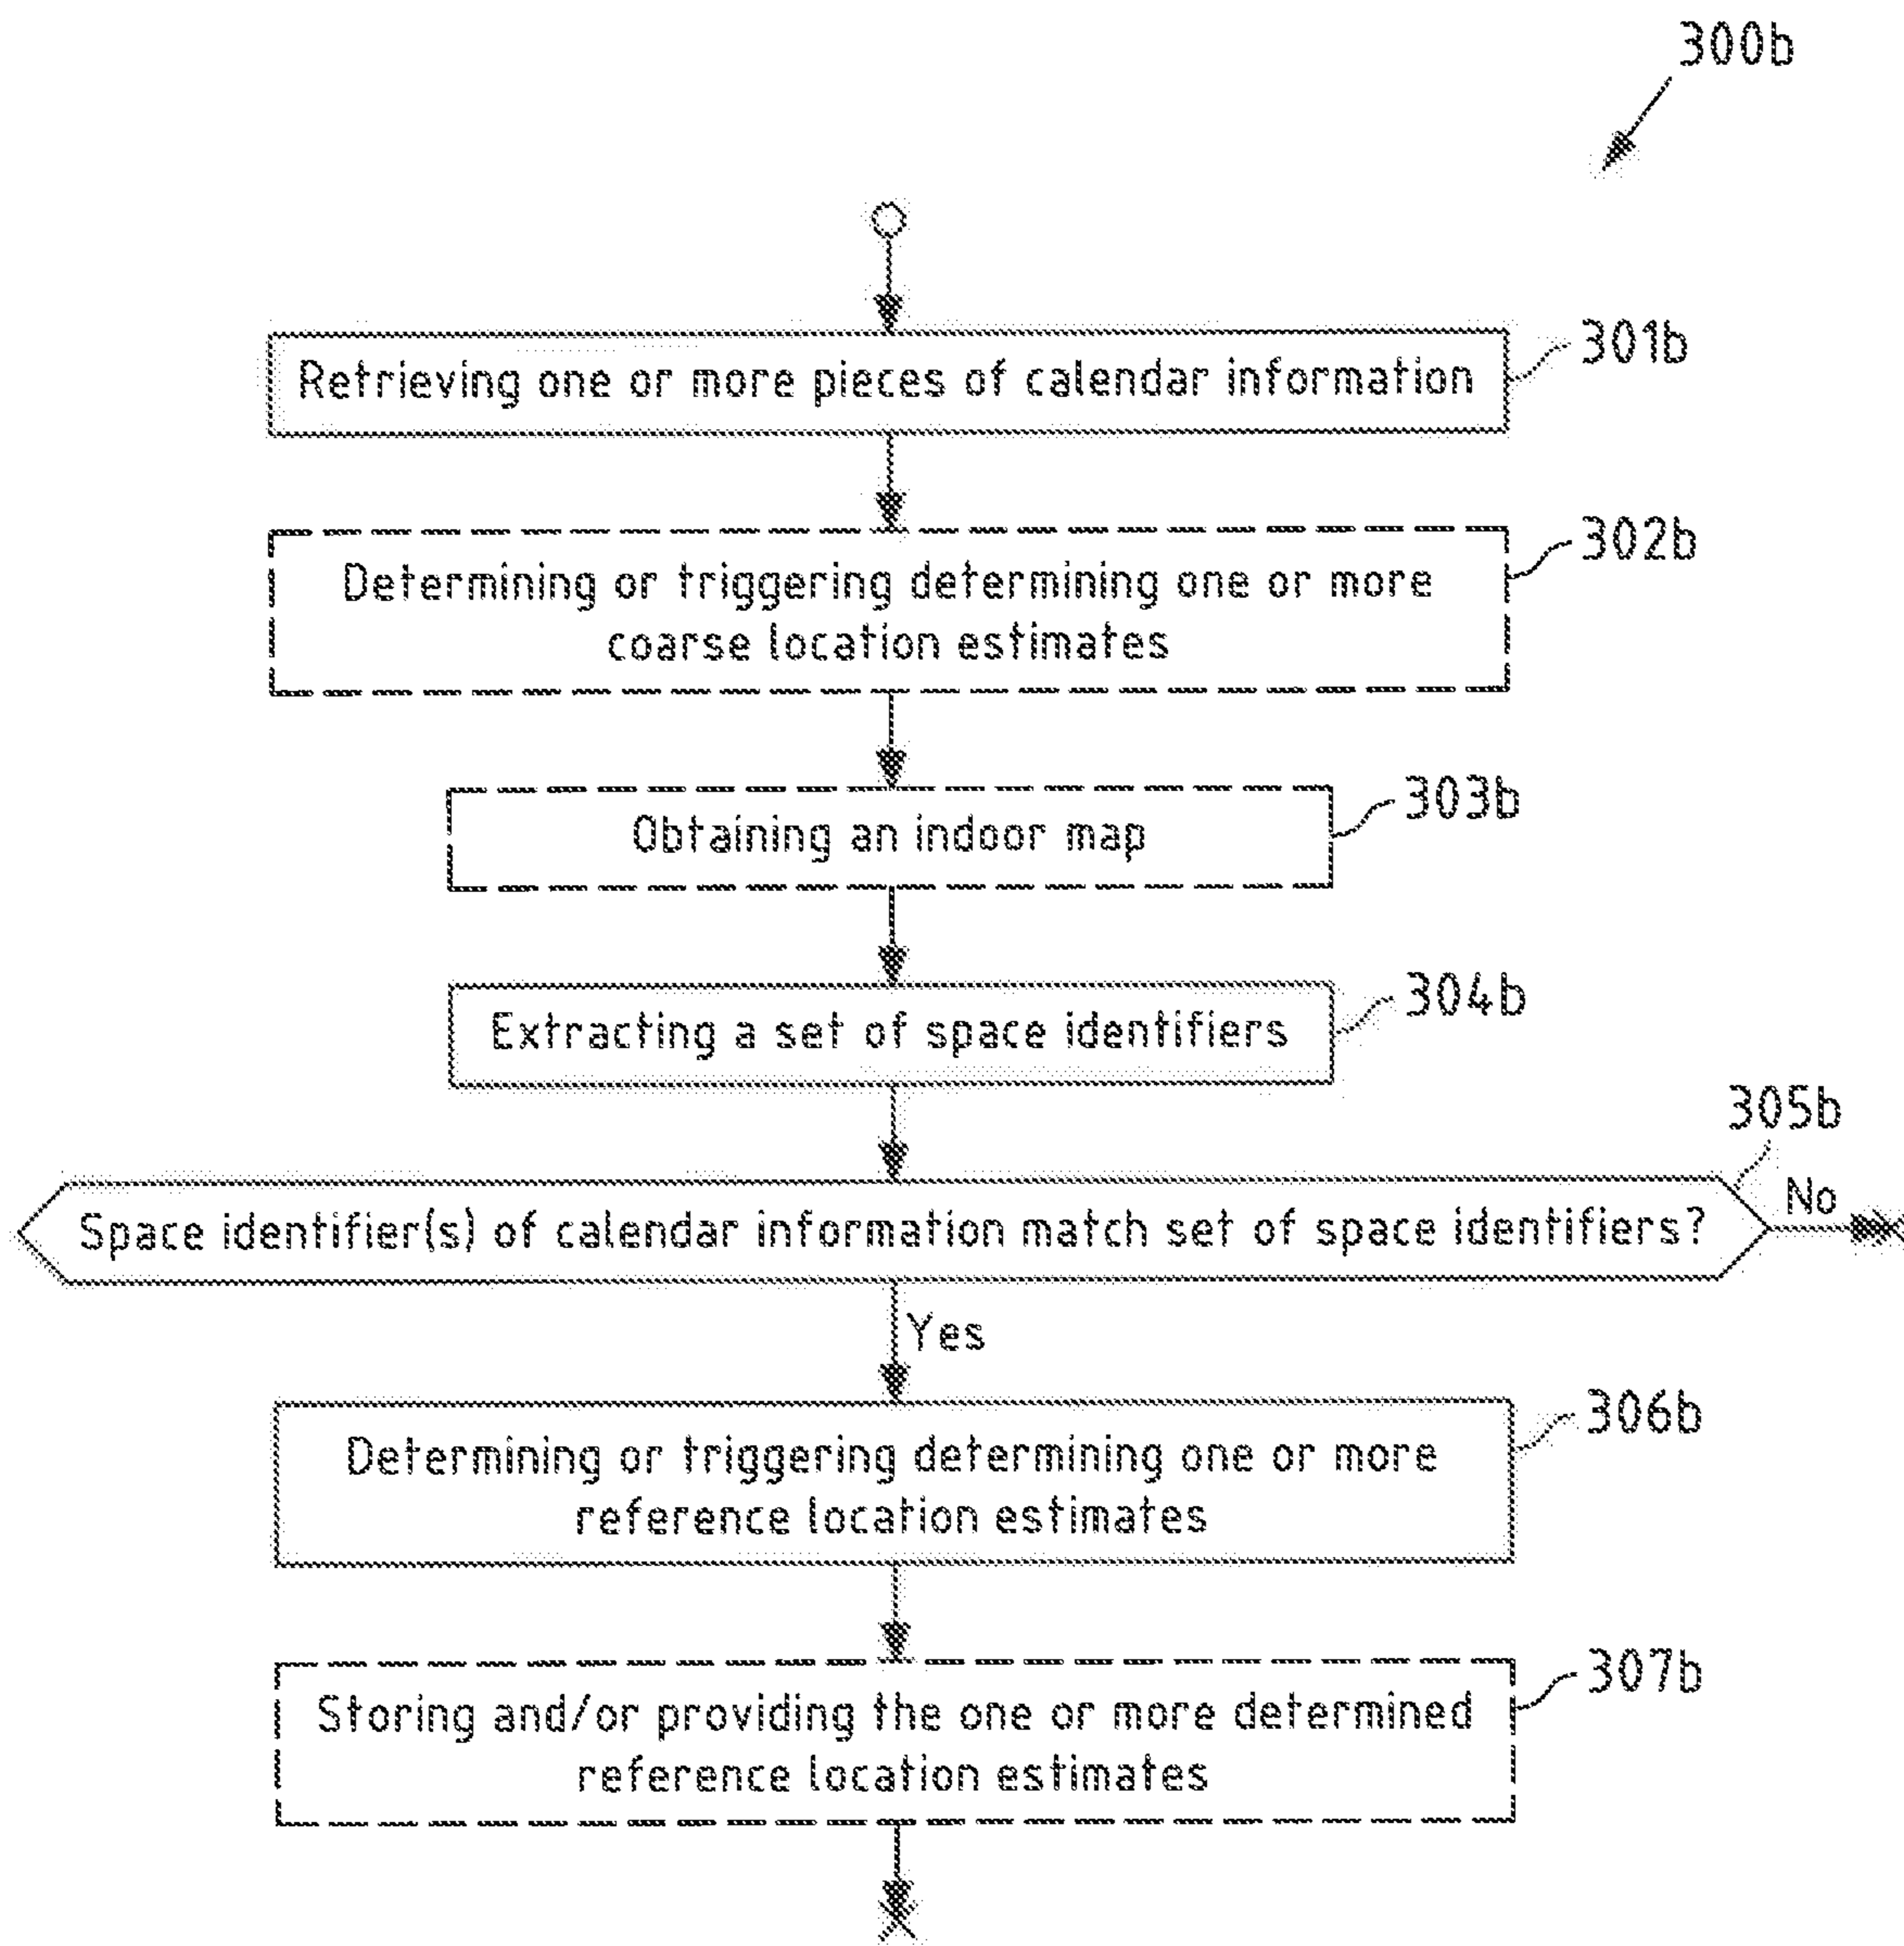 300b
Retrieving one or more pieces of calendar information
301b
Determining or triggering determining one or more
coarse location estimates
302b
Obtaining an indoor map
303b
Extracting a set of space identifiers
304b
305b
Space identifier(s) of calendar information match set of space identifiers?
No
Yes
Determining or triggering determining one or more
reference location estimates
306b
Storing and/or providing the one or more determined
reference location estimates
307b